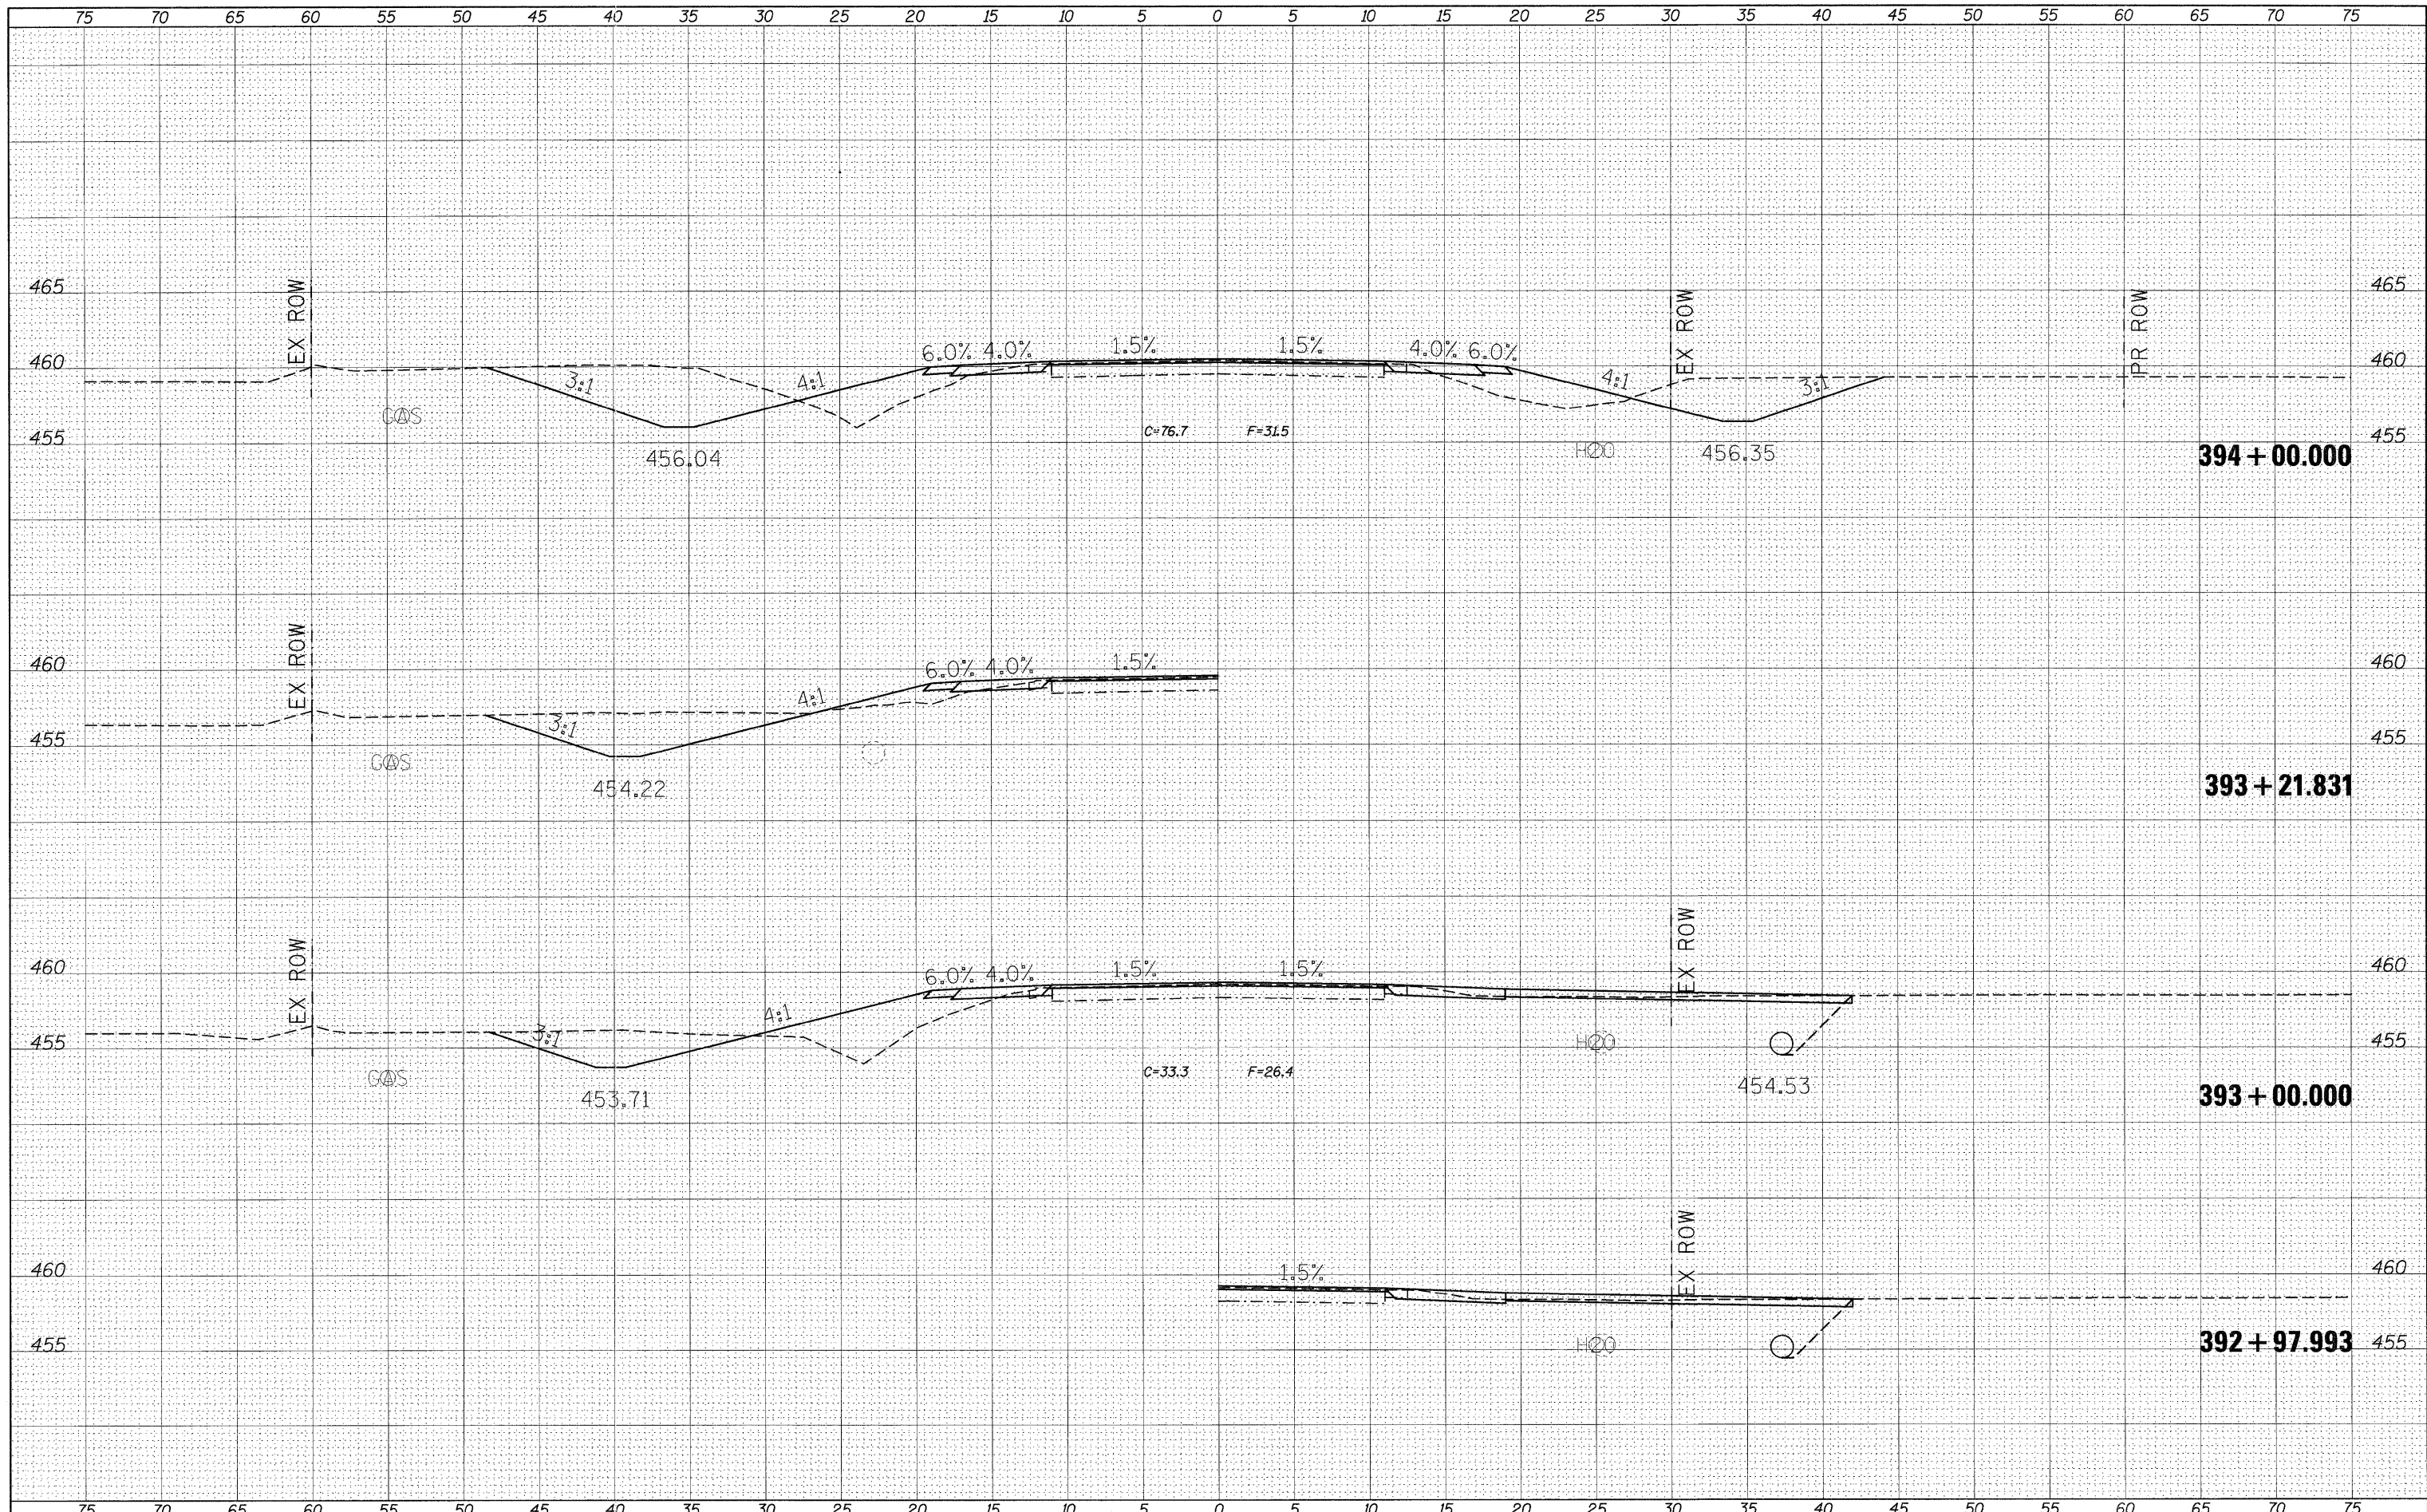 75 70 65 60 55 50 45 40 35 30 25 20 15 10 5 0 5 10 15 20 25 30 35 40 45 50 55 60 65 70 75
465 EX ROW EX ROW PR ROW 465
460 3:1 4:1 6.0% 4.0% 1.5% 1.5% 4.0% 6.0% 4:1 3:1 460
GAS
455 C=76.7 F=31.5 455
456.04 H2O 456.35 394+00.000
EX ROW
460 6.0% 4.0% 1.5% 460
3:1 4:1
455 455
GAS
454.22 393+21.831
EX ROW EX ROW
460 6.0% 4.0% 1.5% 1.5% 460
3:1 4:1
455 H2O 455
GAS C=33.3 F=26.4
453.71 454.53 393+00.000
EX ROW
460 1.5% 460
455 H2O 392+97.993 455
75 70 65 60 55 50 45 40 35 30 25 20 15 10 5 0 5 10 15 20 25 30 35 40 45 50 55 60 65 70 75